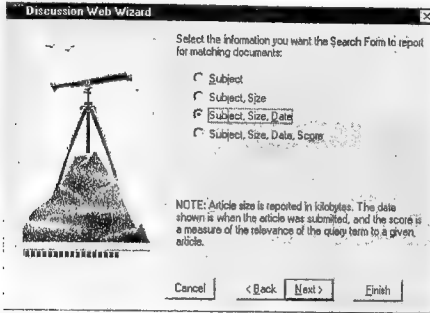 Discussion Web Wizard
Select the information you want the Search Form to report
for matching documents:
Subject
Subject, Size
Subject, Size, Date
Subject, Size, Date, Score
NOTE: Article size is reported in kilobytes. The date
shown is when the article was submitted, and the score is
a measure of the relevance of the query term to a given
article.
Cancel
< Back
Next >
Finish